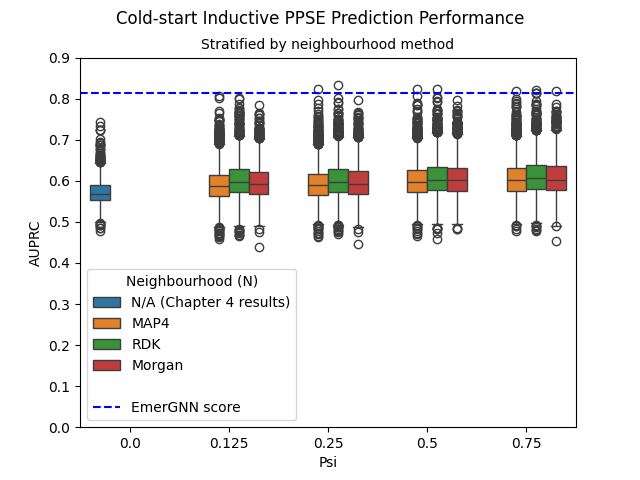 Cold-start Inductive PPSE Prediction Performance
Stratified by neighbourhood method
0.9
0.8
0.7
0.6
0.5
0.4
0.3
0.2
0.1
0.0
AUPRC
Neighbourhood (N)
N/A (Chapter 4 results)
MAP4
RDK
Morgan
EmerGNN score
0.0 0.125 0.25 0.5 0.75
Psi